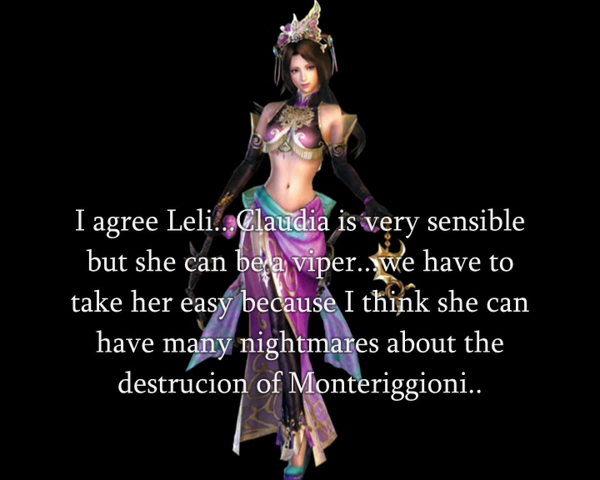 I agree Leli...Claudia is very sensible
but she can be a viper...we have to
take her easy because I think she can
have many nightmares about the
destrucion of Monteriggioni..